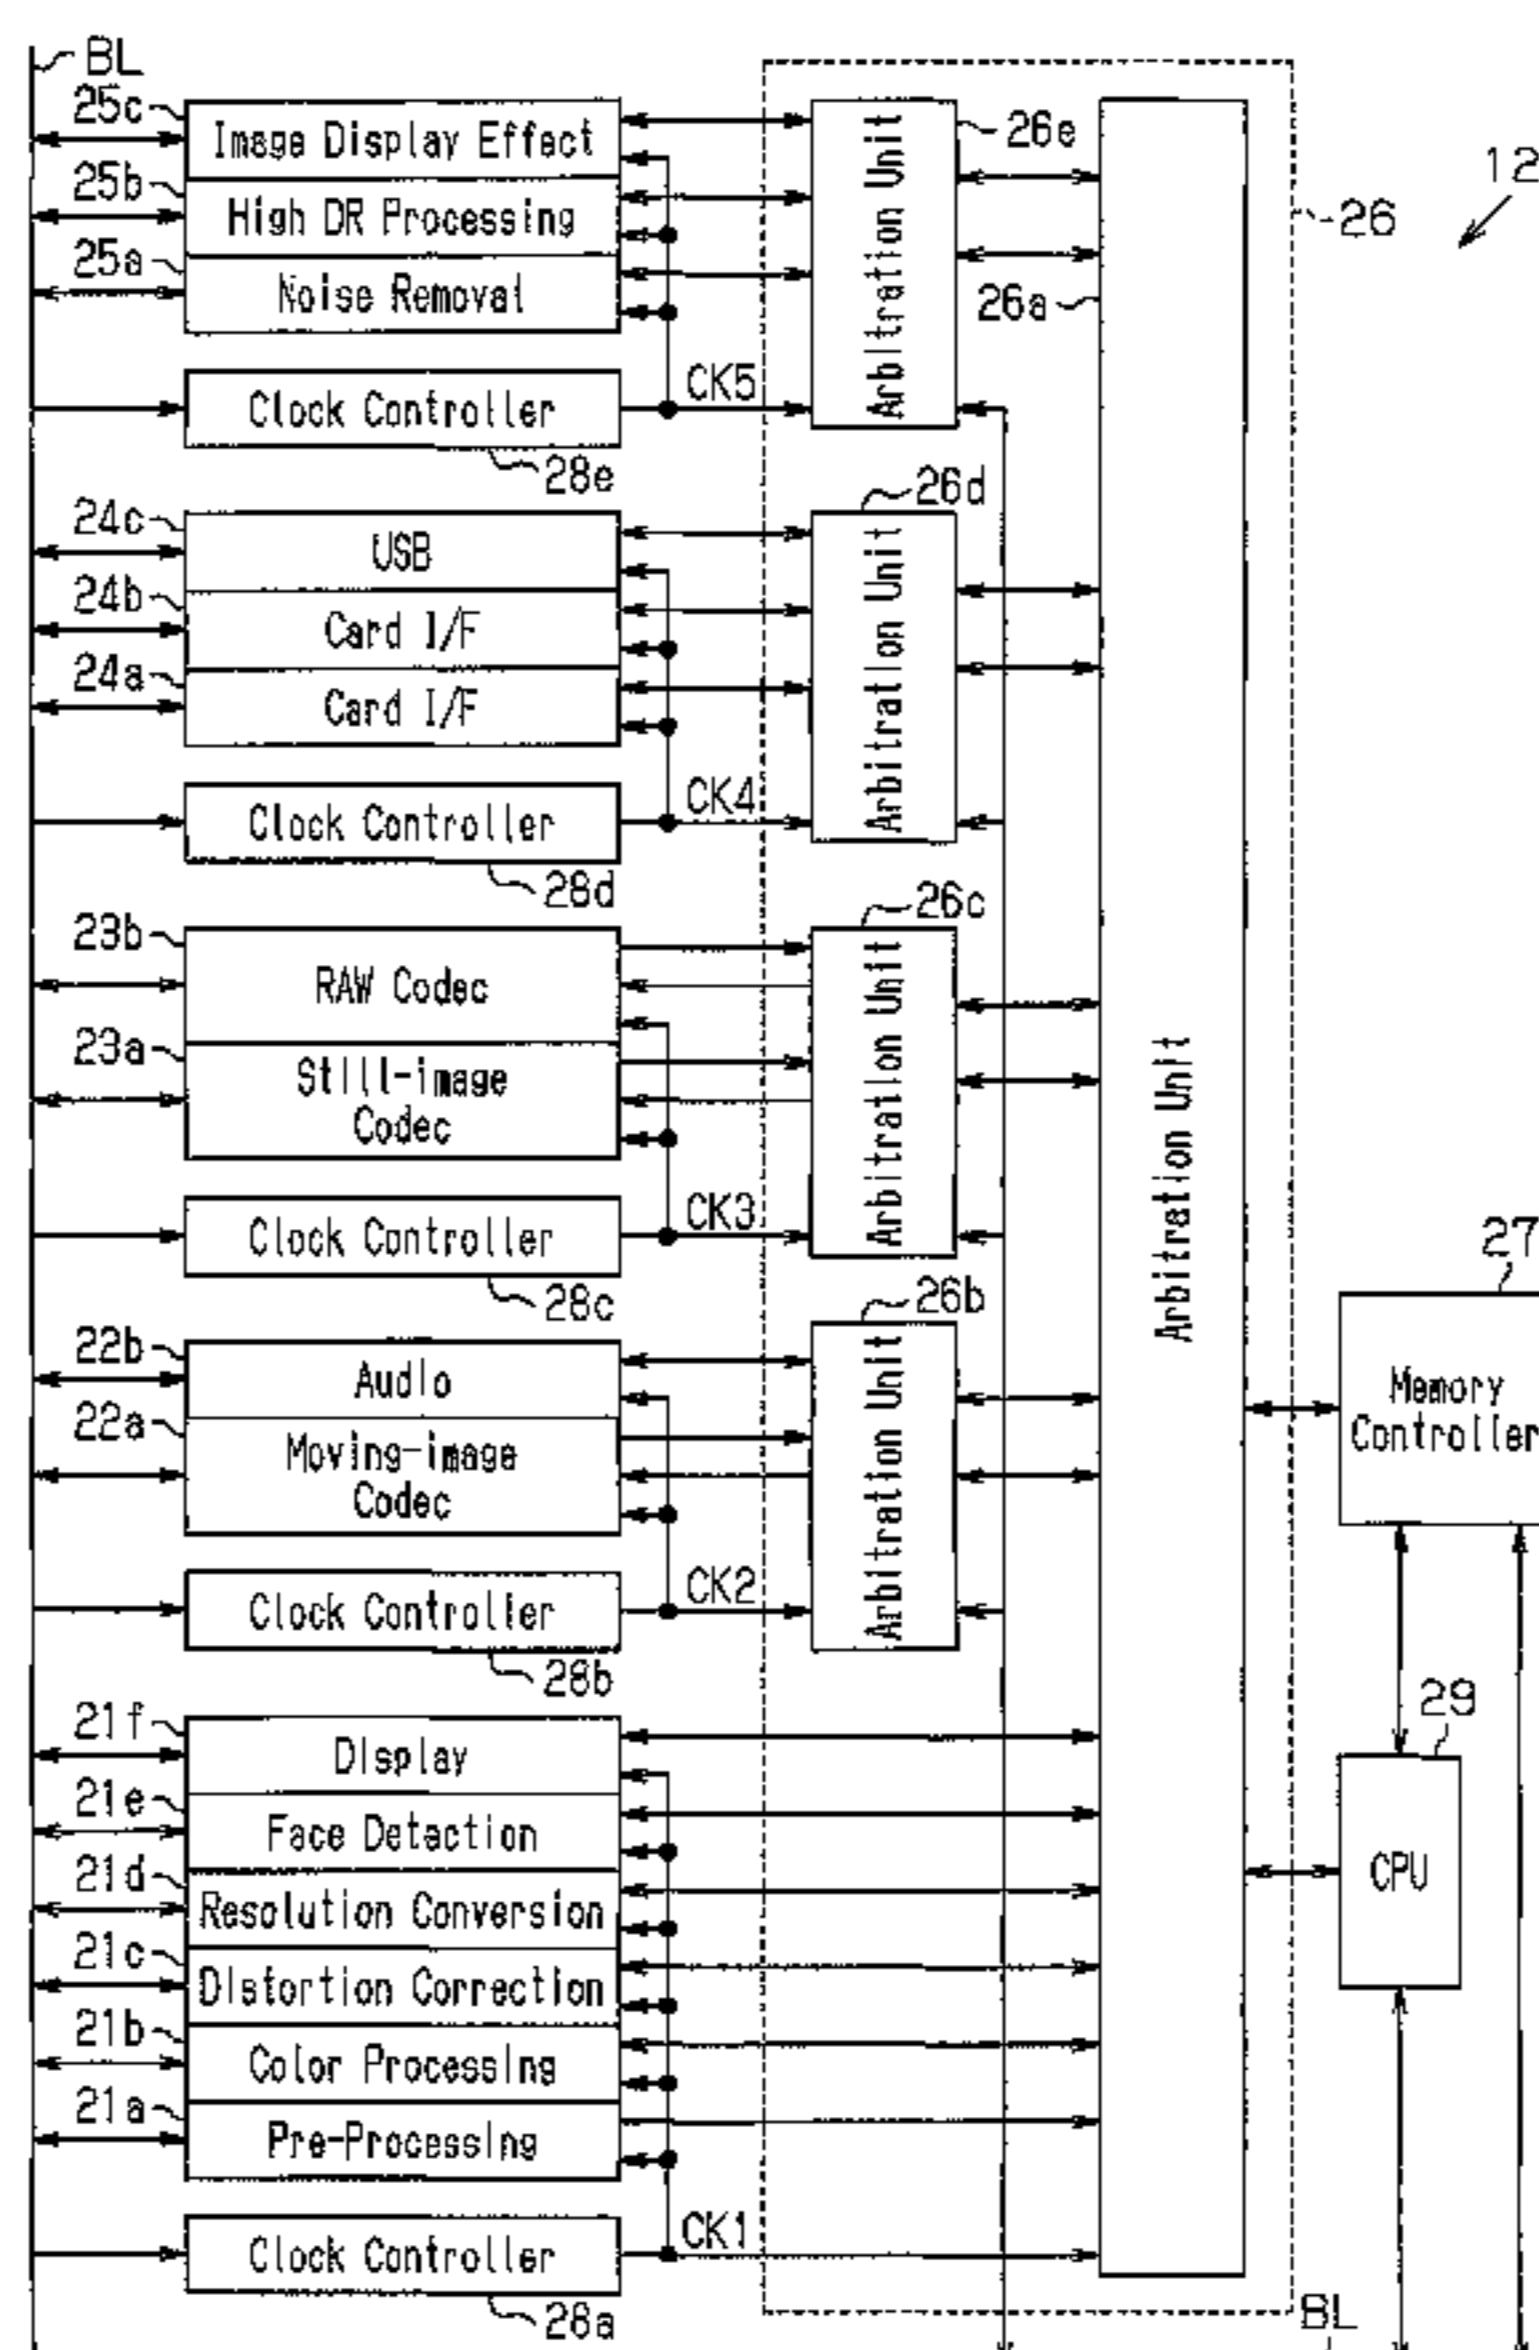 BL
25c
Image Display Effect
25b
High DR Processing
25a
Noise Removal
Clock Controller
CK5
28e
Arbitration Unit
26e
26a
26
12
24c
USB
24b
Card I/F
24a
Card I/F
Clock Controller
CK4
28d
26d
Arbitration Unit
23b
RAW Codec
23a
Still-image
Codec
Clock Controller
CK3
28c
26c
Arbitration Unit
Arbitration Unit
22b
Audio
22a
Moving-image
Codec
Clock Controller
CK2
28b
26b
Arbitration Unit
27
Memory
Controller
29
CPU
21f
Display
21e
Face Detection
21d
Resolution Conversion
21c
Distortion Correction
21b
Color Processing
21a
Pre-Processing
Clock Controller
CK1
28a
BL